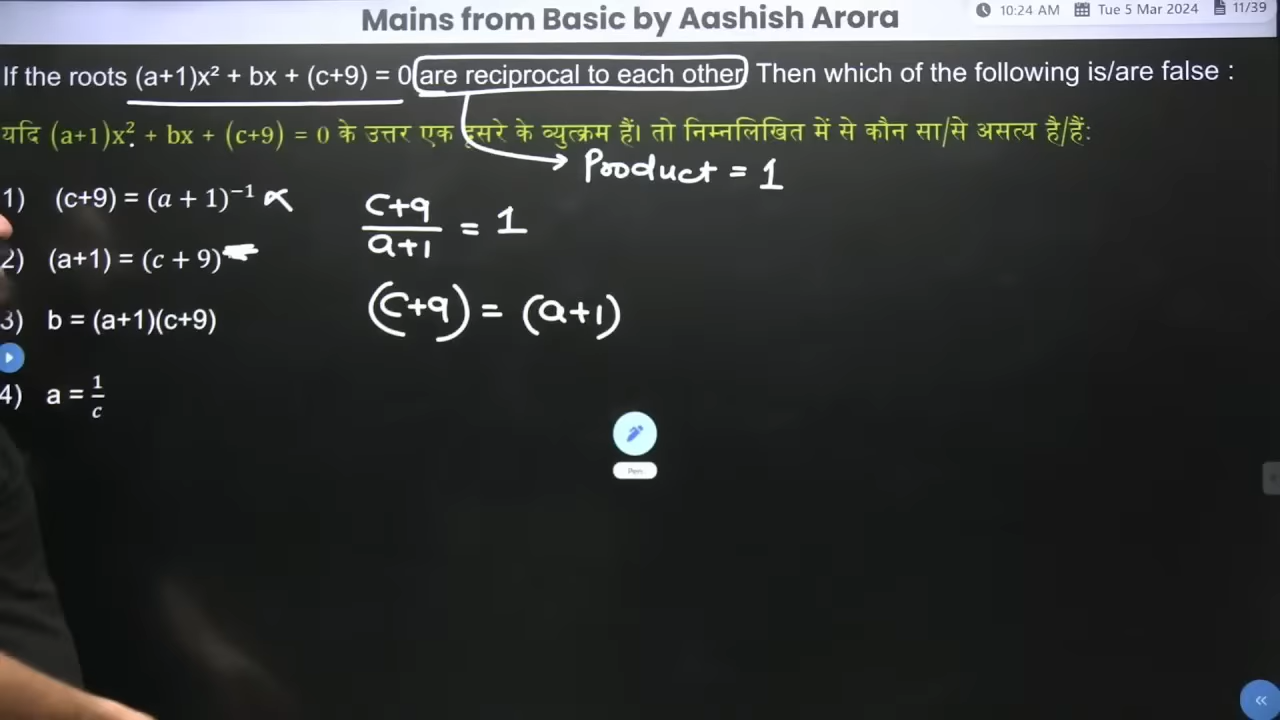 Mains from Basic by Aashish Arora
10:24 AM Tue 5 Mar 2024 11/39
If the roots (a+1)x² + bx + (c+9) = 0 are reciprocal to each other. Then which of the following is/are false :
यदि (a+1)x² + bx + (c+9) = 0 के उत्तर एक दूसरे के व्युत्क्रम हैं। तो निम्नलिखित में से कौन सा/से असत्य है/हैं:
Product = 1
1) (c+9) = (a + 1)⁻¹ ×
c+9/a+1 = 1
2) (a+1) = (c + 9)
(c+9) = (a+1)
3) b = (a+1)(c+9)
4) a = 1/c
Pen
«